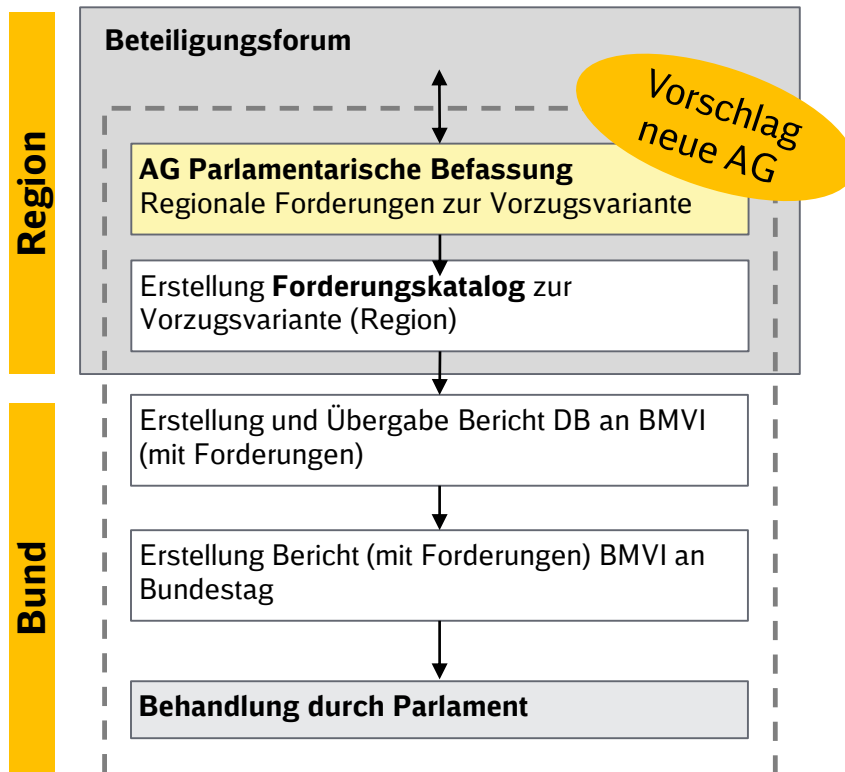 Region
Beteiligungsforum
Vorschlag
neue AG
AG Parlamentarische Befassung
Regionale Forderungen zur Vorzugsvariante
Erstellung Forderungskatalog zur
Vorzugsvariante (Region)
Bund
Erstellung und Übergabe Bericht DB an BMVI
(mit Forderungen)
Erstellung Bericht (mit Forderungen) BMVI an
Bundestag
Behandlung durch Parlament